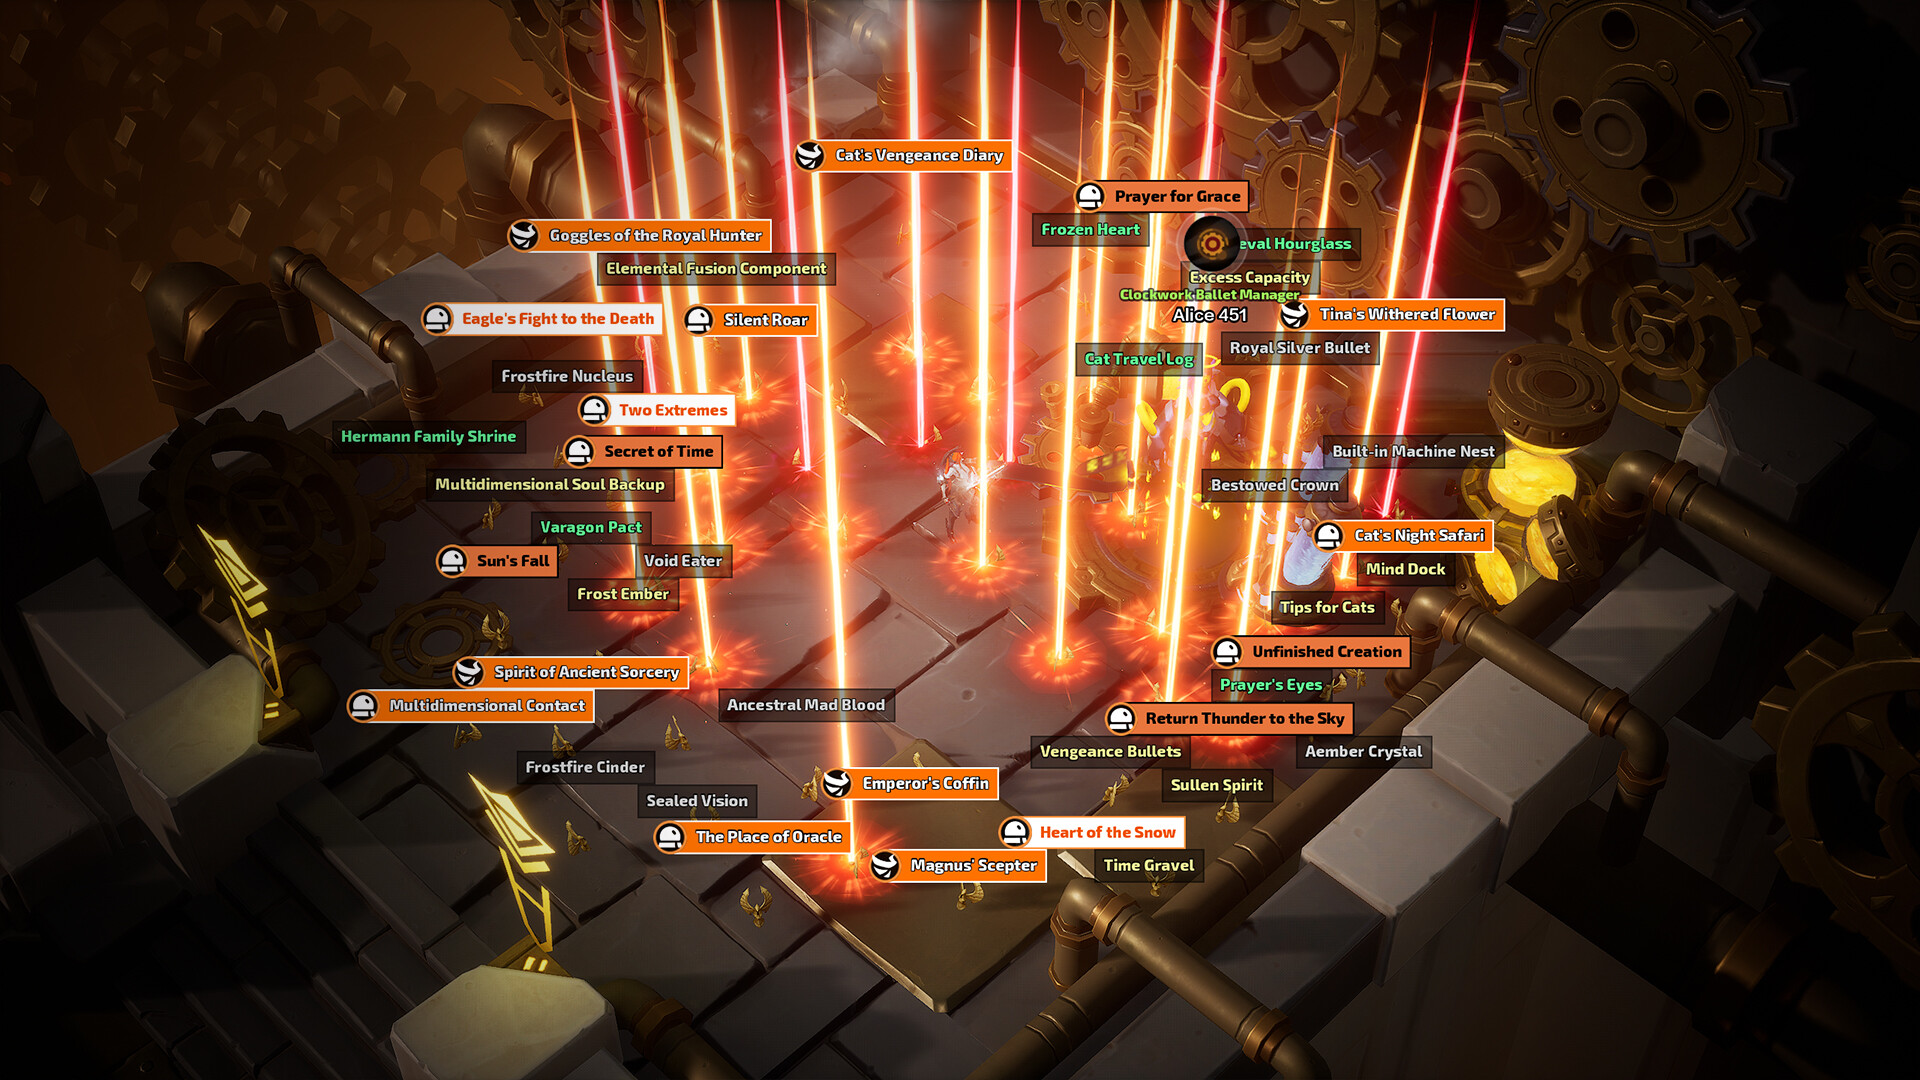 Cat's Vengeance Diary
Prayer for Grace
Frozen Heart
Goggles of the Royal Hunter
eval Hourglass
Elemental Fusion Component
Excess Capacity
Clockwork Ballet Manager
Alice 451
Tina's Withered Flower
Eagle's Fight to the Death
Silent Roar
Royal Silver Bullet
Cat Travel Log
Frostfire Nucleus
Two Extremes
Hermann Family Shrine
Secret of Time
Built-in Machine Nest
Multidimensional Soul Backup
Bestowed Crown
Varagon Pact
Cat's Night Safari
Sun's Fall
Void Eater
Mind Dock
Frost Ember
Tips for Cats
Unfinished Creation
Spirit of Ancient Sorcery
Prayer's Eyes
Multidimensional Contact
Ancestral Mad Blood
Return Thunder to the Sky
Vengeance Bullets
Aember Crystal
Frostfire Cinder
Emperor's Coffin
Sullen Spirit
Sealed Vision
The Place of Oracle
Heart of the Snow
Magnus' Scepter
Time Gravel